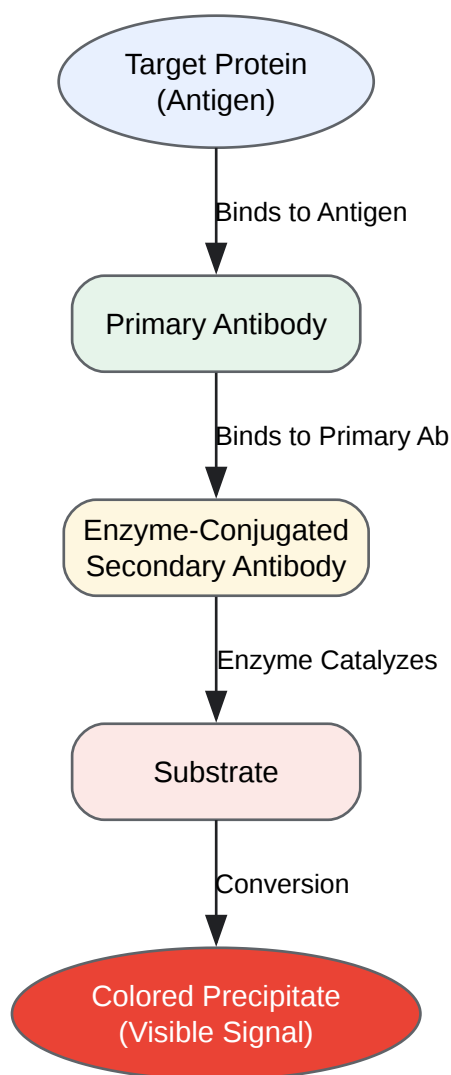 Target Protein
(Antigen)
Binds to Antigen
Primary Antibody
Binds to Primary Ab
Enzyme-Conjugated
Secondary Antibody
Enzyme Catalyzes
Substrate
Conversion
Colored Precipitate
(Visible Signal)